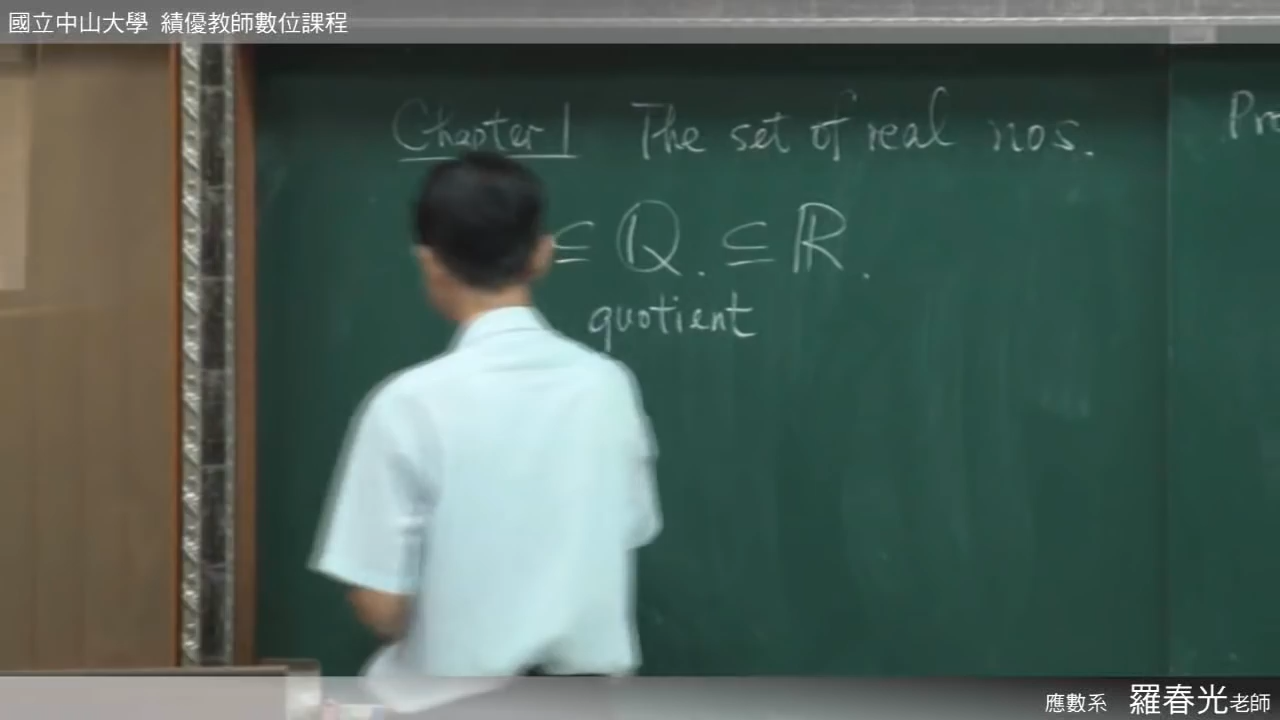 國立中山大學 績優教師數位課程
Chapter 1 The set of real nos.
⊆ ℚ. ⊆ ℝ.
quotient
應數系 羅春光老師